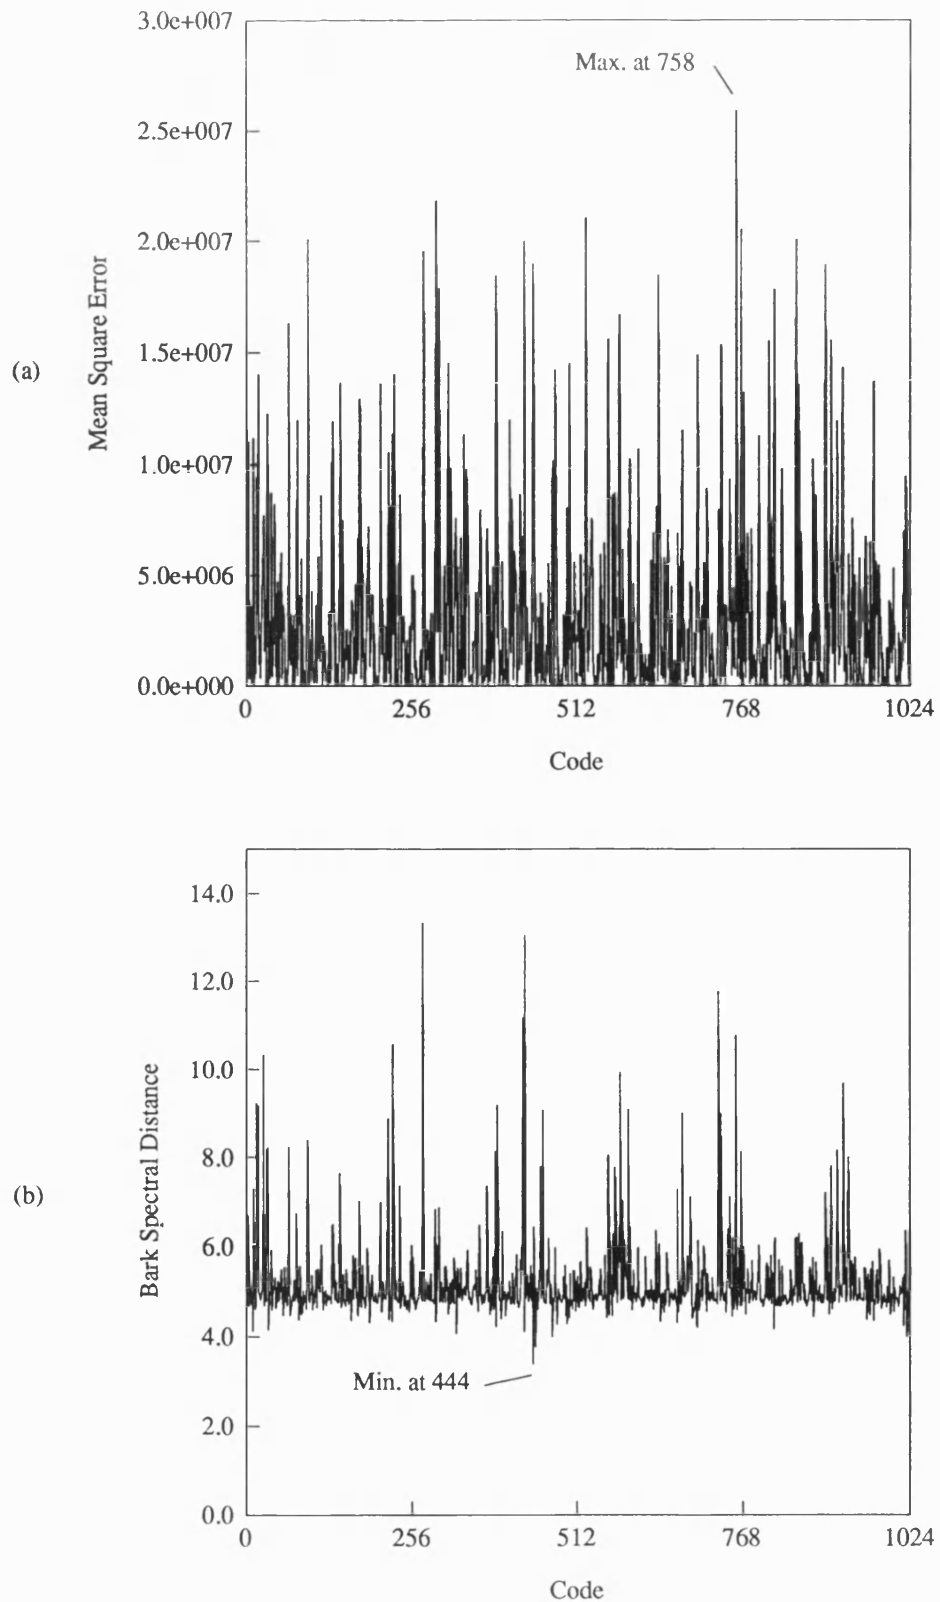 3.0e+007
Max. at 758
2.5e+007
2.0e+007
Mean Square Error
(a)
1.5e+007
1.0e+007
5.0e+006
0.0e+000
0 256 512 768 1024
Code
14.0
12.0
10.0
Bark Spectral Distance
8.0
(b)
6.0
4.0
Min. at 444
2.0
0.0
0 256 512 768 1024
Code